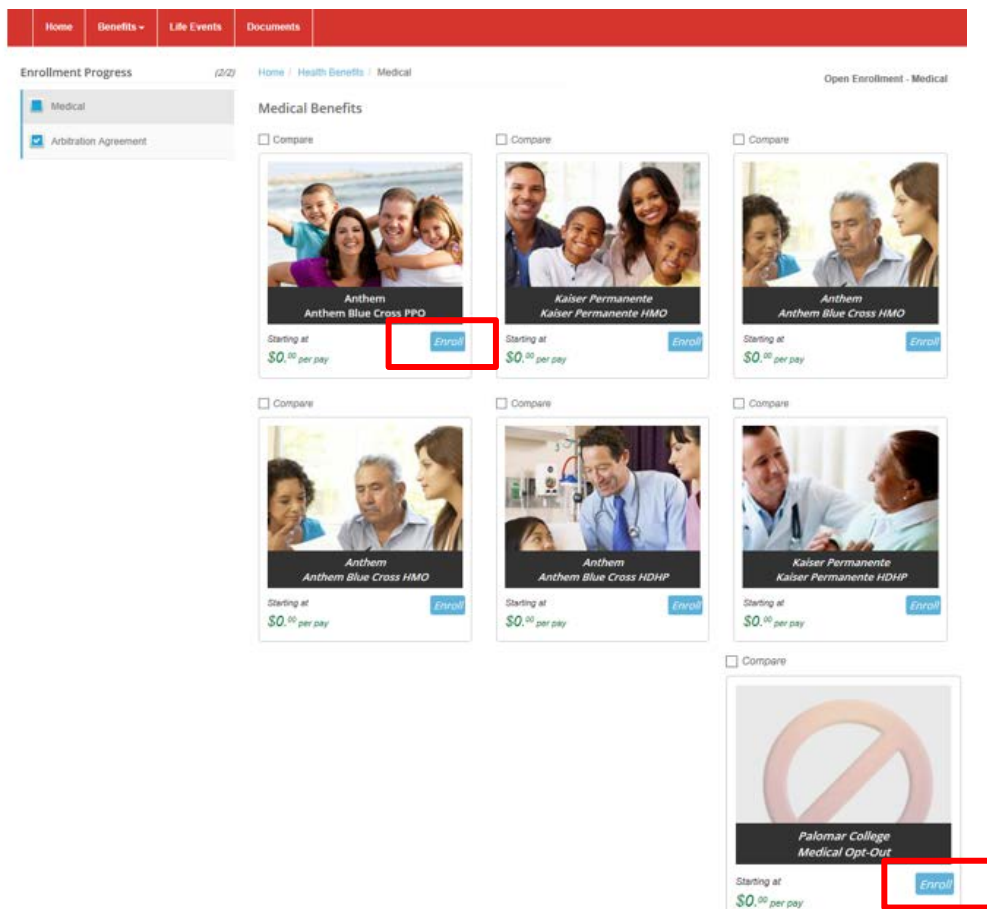 Home Benefits Life Events Documents
Enrollment Progress (2/2)
Medical
Arbitration Agreement
Home / Health Benefits / Medical
Open Enrollment - Medical
Medical Benefits
Compare
Anthem
Anthem Blue Cross PPO
Starting at
Enroll
$0.00 per pay
Compare
Kaiser Permanente
Kaiser Permanente HMO
Starting at
Enroll
$0.00 per pay
Compare
Anthem
Anthem Blue Cross HMO
Starting at
Enroll
$0.00 per pay
Compare
Anthem
Anthem Blue Cross HMO
Starting at
Enroll
$0.00 per pay
Compare
Anthem
Anthem Blue Cross HDHP
Starting at
Enroll
$0.00 per pay
Compare
Kaiser Permanente
Kaiser Permanente HDHP
Starting at
Enroll
$0.00 per pay
Compare
Palomar College
Medical Opt-Out
Starting at
Enroll
$0.00 per pay